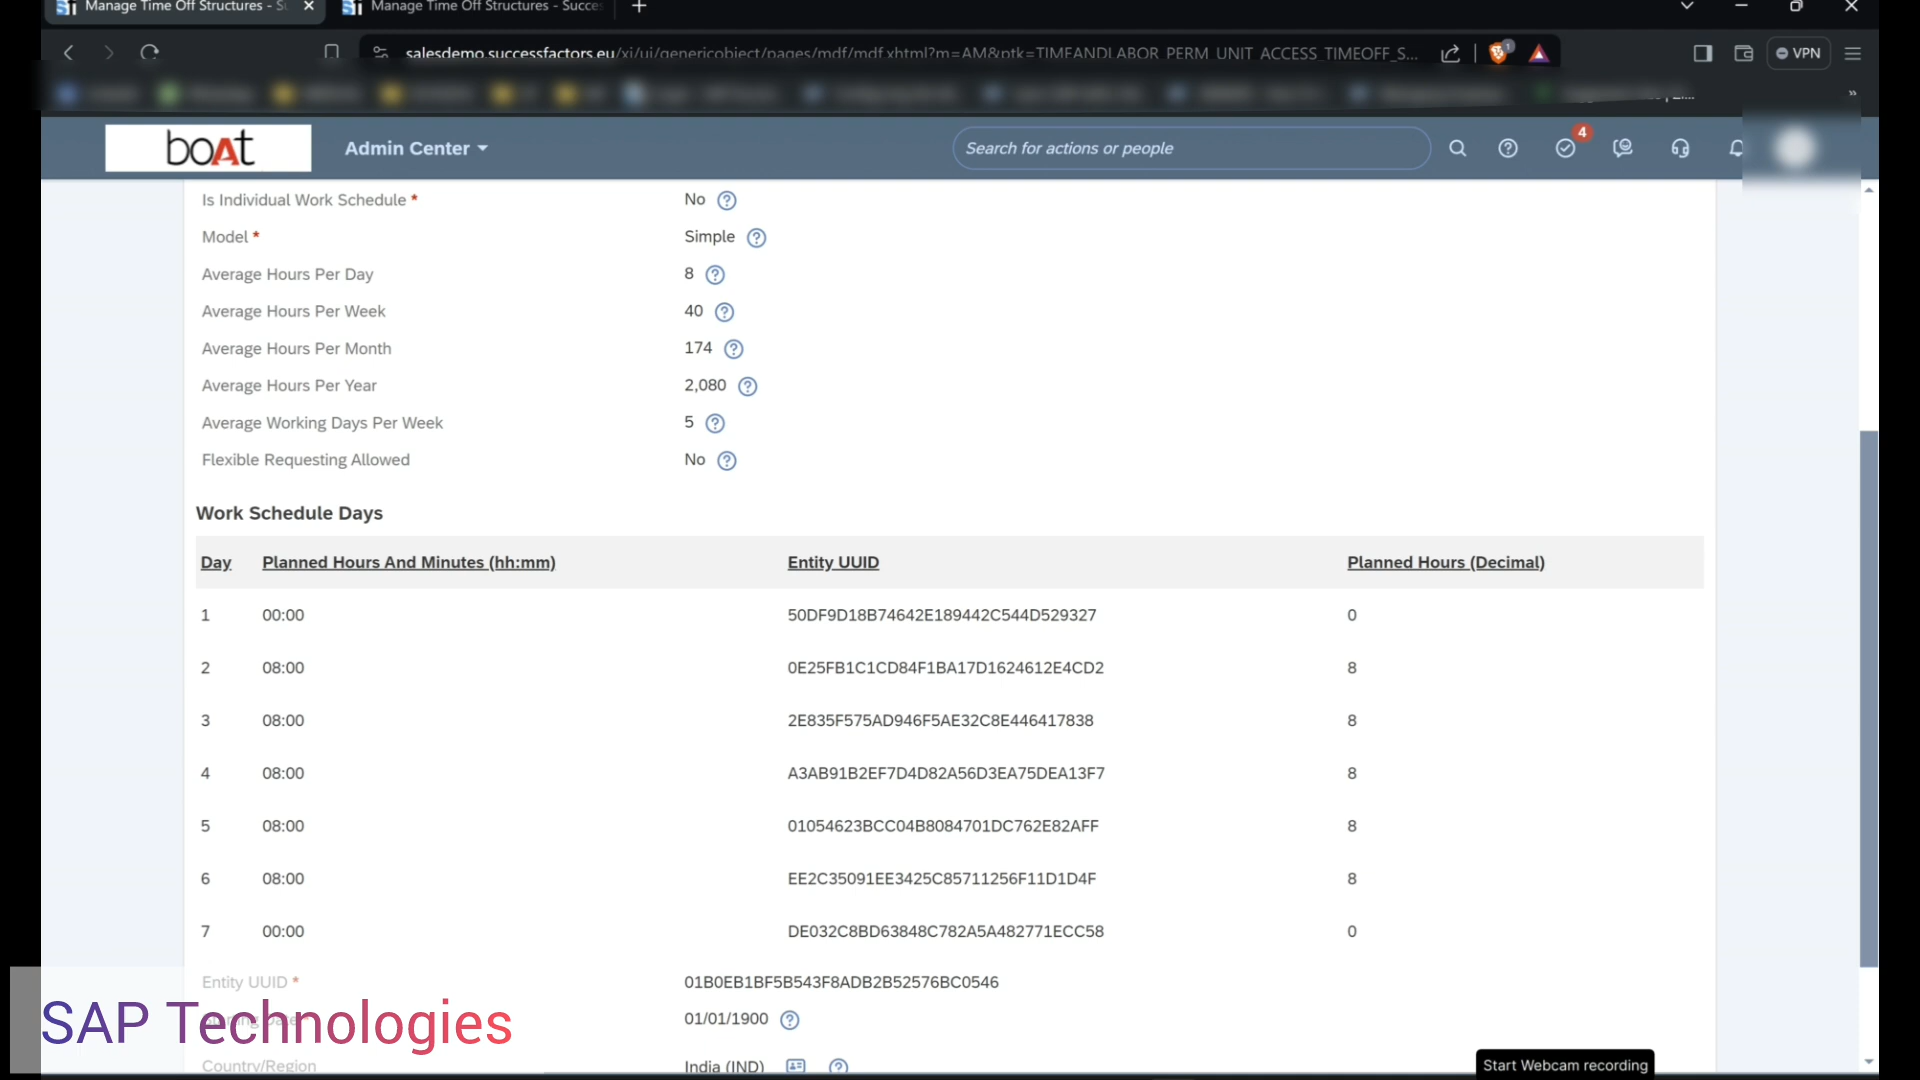 Manage Time Off Structures - S
Manage Time Off Structures - Succes
salesdemo.successfactors.eu/xi/ui/genericobject/pages/mdf/mdf.xhtml?m=AM&ptk=TIMEANDLABOR_PERM_UNIT_ACCESS_TIMEOFF_S...
VPN
boAt
Admin Center
Search for actions or people
4
Is Individual Work Schedule * No
Model * Simple
Average Hours Per Day 8
Average Hours Per Week 40
Average Hours Per Month 174
Average Hours Per Year 2,080
Average Working Days Per Week 5
Flexible Requesting Allowed No
Work Schedule Days
Day Planned Hours And Minutes (hh:mm) Entity UUID Planned Hours (Decimal)
1 00:00 50DF9D18B74642E189442C544D529327 0
2 08:00 0E25FB1C1CD84F1BA17D1624612E4CD2 8
3 08:00 2E835F575AD946F5AE32C8E446417838 8
4 08:00 A3AB91B2EF7D4D82A56D3EA75DEA13F7 8
5 08:00 01054623BCC04B8084701DC762E82AFF 8
6 08:00 EE2C35091EE3425C85711256F11D1D4F 8
7 00:00 DE032C8BD63848C782A5A482771ECC58 0
Entity UUID * 01B0EB1BF5B543F8ADB2B52576BC0546
01/01/1900
SAP Technologies
Country/Region India (IND)
Start Webcam recording